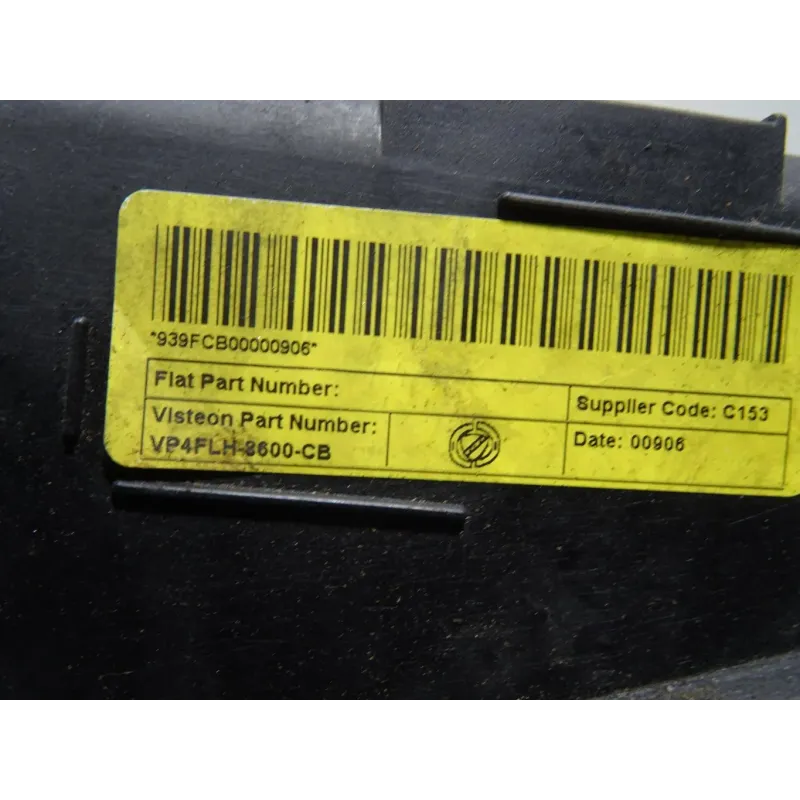 *939FCB00000906*
Fiat Part Number:
Supplier Code: C153
Visteon Part Number:
VP4FLH-8600-CB
Date: 00906